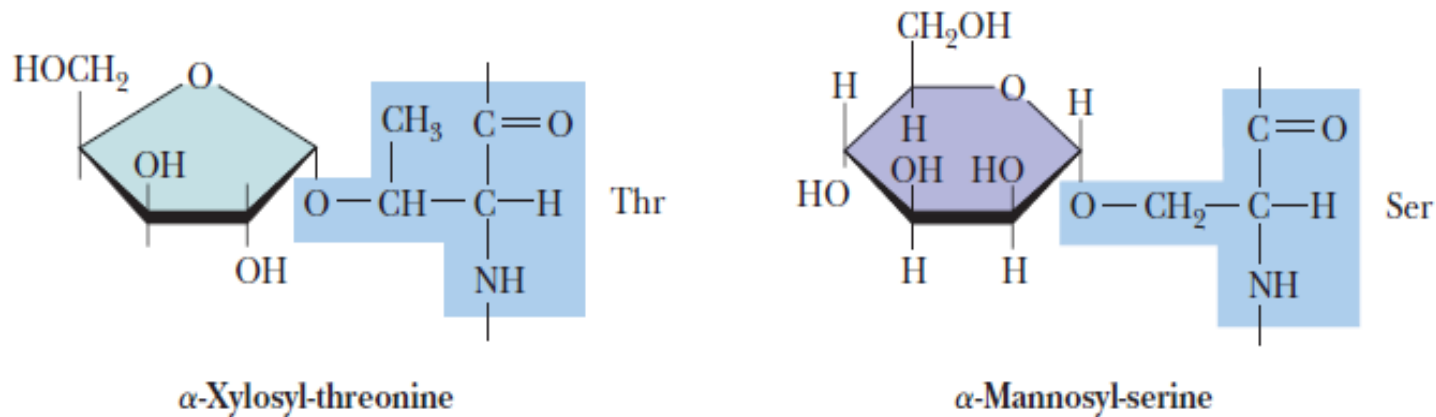 HOCH₂ O
OH
OH
CH₃ C=O
O—CH—C—H
NH
Thr
α-Xylosyl-threonine
CH₂OH
H O H
H
OH HO
HO
H H
C=O
O—CH₂—C—H
NH
Ser
α-Mannosyl-serine